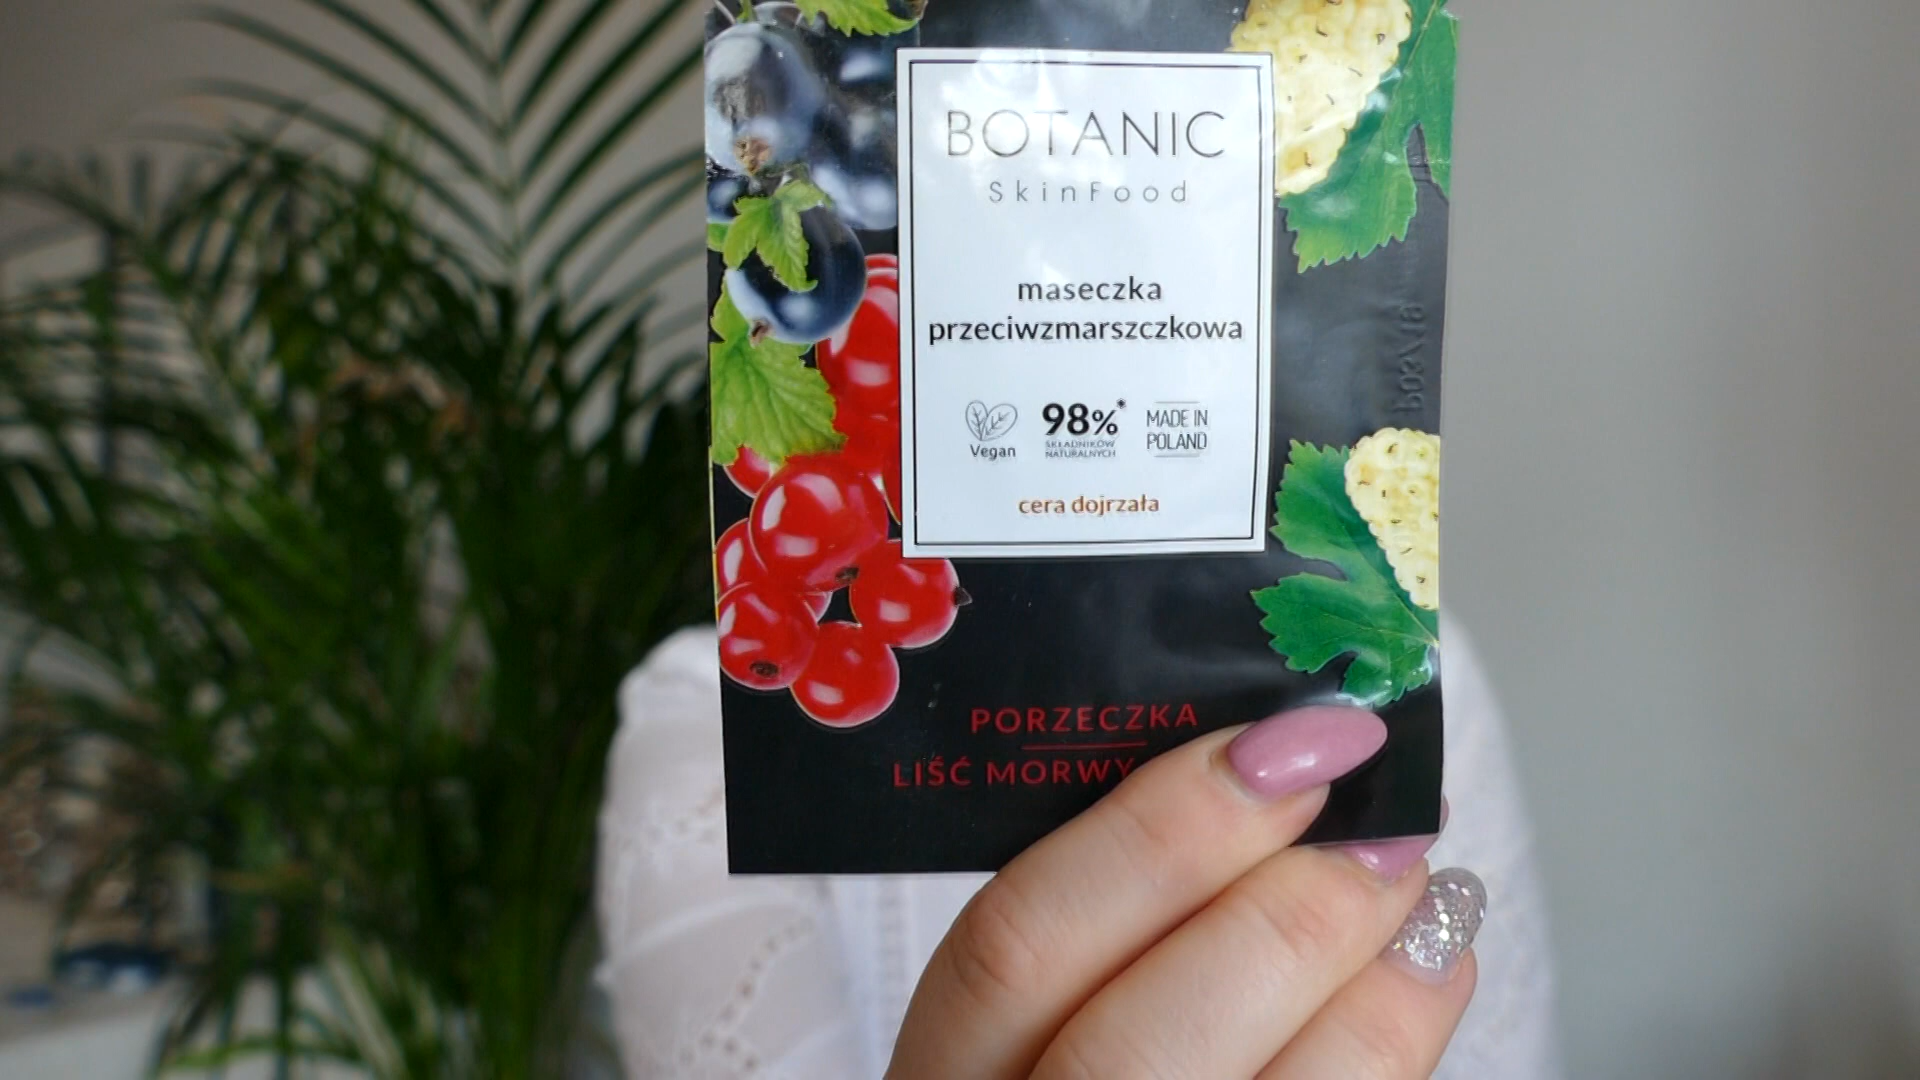 BOTANIC
SkinFood
maseczka
przeciwzmarszczkowa
Vegan
98%*
SKŁADNIKÓW
NATURALNYCH
MADE IN
POLAND
cera dojrzała
PORZECZKA
LIŚĆ MORWY